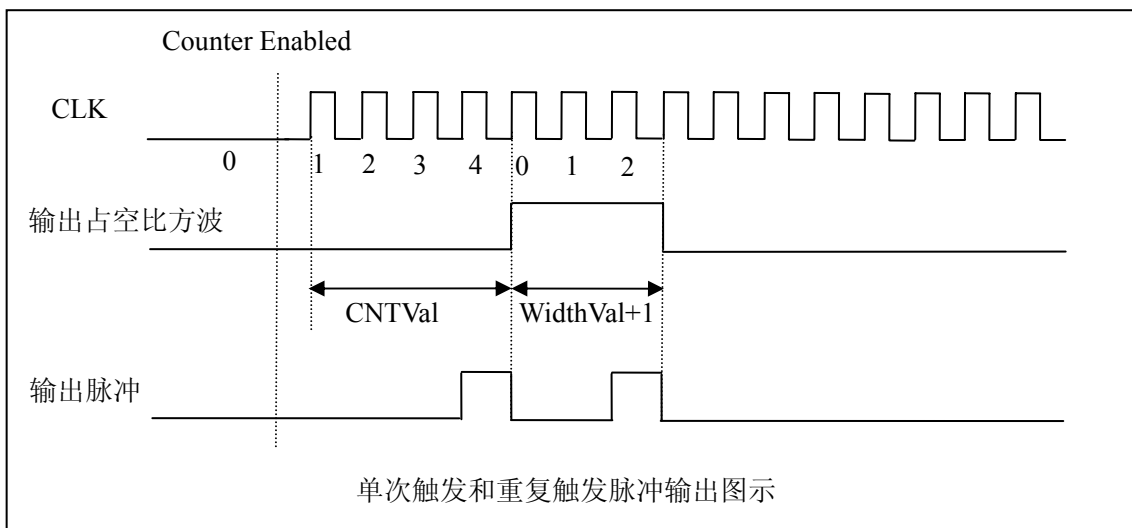 Counter Enabled
CLK
0 1 2 3 4 0 1 2
输出占空比方波
CNTVal WidthVal+1
输出脉冲
单次触发和重复触发脉冲输出图示